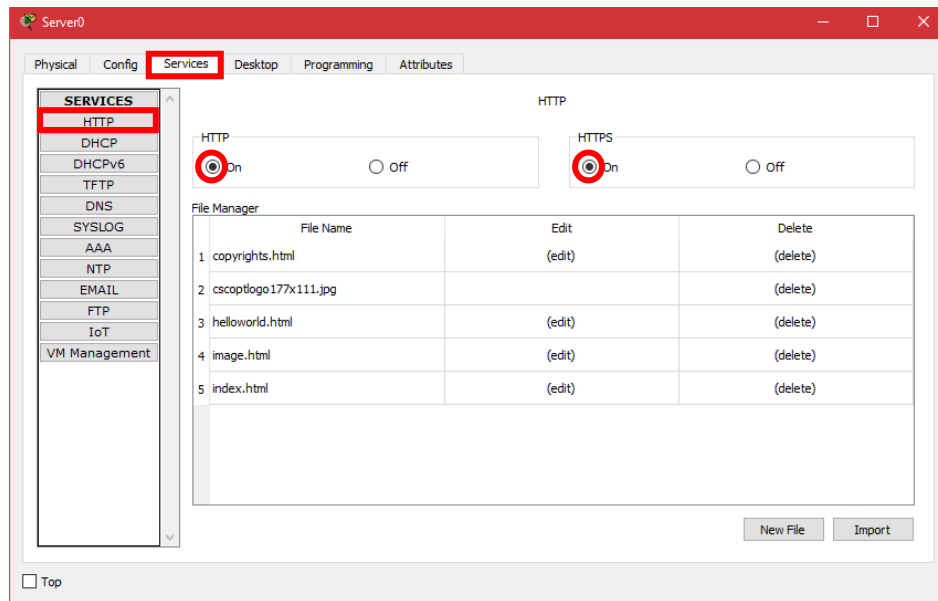 Server0
Physical Config Services Desktop Programming Attributes
SERVICES
HTTP
DHCP
DHCPv6
TFTP
DNS
SYSLOG
AAA
NTP
EMAIL
FTP
IoT
VM Management
HTTP
HTTP
On Off
HTTPS
On Off
File Manager
File Name Edit Delete
1 copyrights.html (edit) (delete)
2 cscoptlogo177x111.jpg (delete)
3 helloworld.html (edit) (delete)
4 image.html (edit) (delete)
5 index.html (edit) (delete)
New File Import
Top